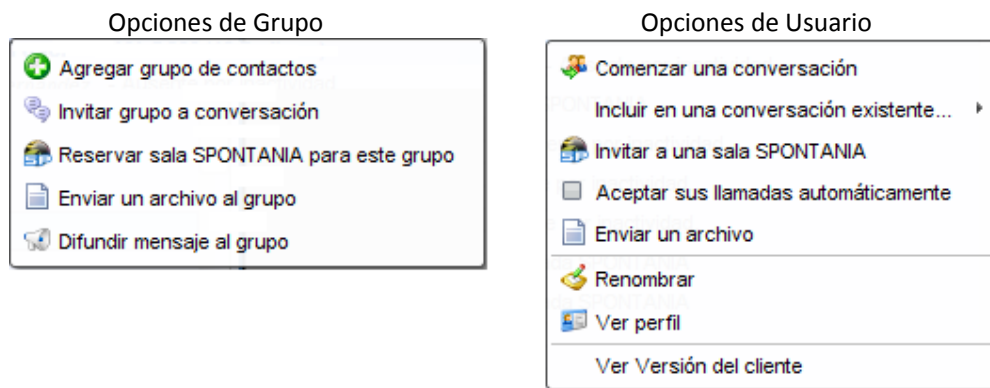 Opciones de Grupo
Agregar grupo de contactos
Invitar grupo a conversación
Reservar sala SPONTANIA para este grupo
Enviar un archivo al grupo
Difundir mensaje al grupo
Opciones de Usuario
Comenzar una conversación
Incluir en una conversación existente...
Invitar a una sala SPONTANIA
Aceptar sus llamadas automáticamente
Enviar un archivo
Renombrar
Ver perfil
Ver Versión del cliente